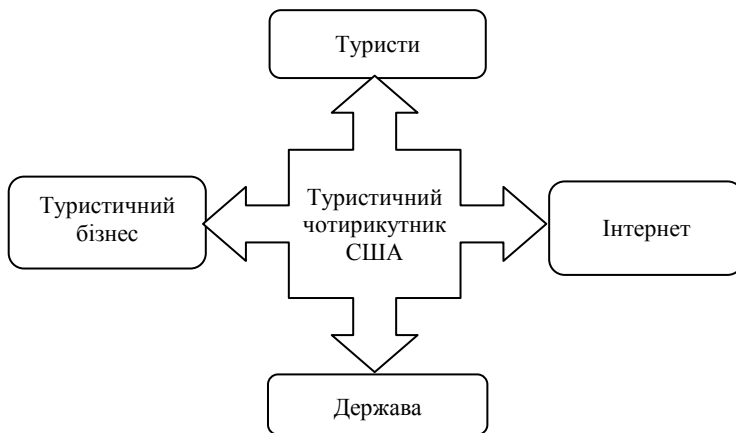 Туристи
Туристичний
бізнес
Туристичний
чотирикутник
США
Інтернет
Держава